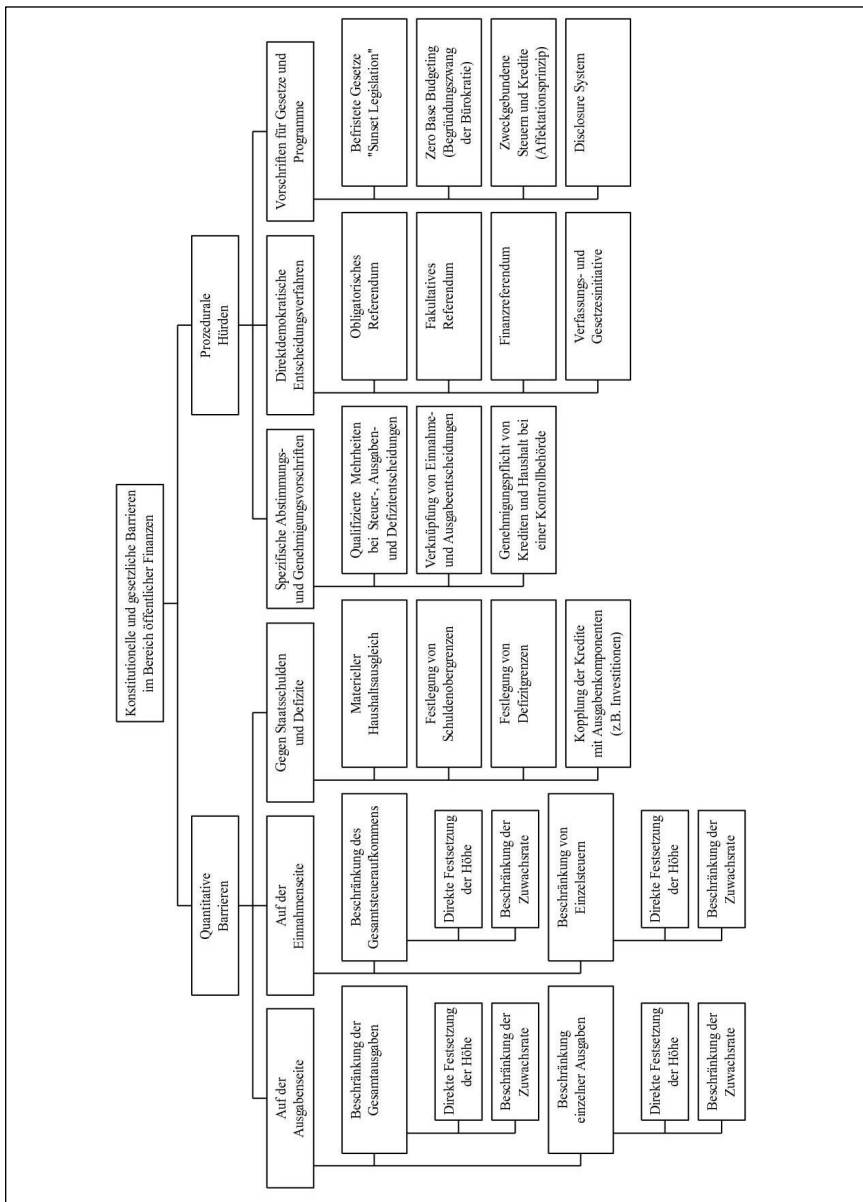 Konstitutionelle und gesetzliche Barrieren
im Bereich öffentlicher Finanzen
Quantitative
Barrieren
Auf der
Ausgabenseite
Beschränkung der
Gesamtausgaben
Direkte Festsetzung
der Höhe
Beschränkung der
Zuwachsrate
Beschränkung
einzelner Ausgaben
Direkte Festsetzung
der Höhe
Beschränkung der
Zuwachsrate
Auf der
Einnahmenseite
Beschränkung des
Gesamtsteueraufkommens
Direkte Festsetzung
der Höhe
Beschränkung der
Zuwachsrate
Beschränkung von
Einzelsteuern
Direkte Festsetzung
der Höhe
Beschränkung der
Zuwachsrate
Gegen Staatsschulden
und Defizite
Materieller
Haushaltsausgleich
Festlegung von
Schuldenobergrenzen
Festlegung von
Defizitgrenzen
Kopplung der Kredite
mit Ausgabenkomponenten
(z.B. Investitionen)
Prozedurale
Hürden
Spezifische Abstimmungs-
und Genehmigungsvorschriften
Qualifizierte Mehrheiten
bei Steuer-, Ausgaben-
und Defizitentscheidungen
Verknüpfung von Einnahme-
und Ausgabeentscheidungen
Genehmigungspflicht von
Krediten und Haushalt bei
einer Kontrollbehörde
Direktdemokratische
Entscheidungsverfahren
Obligatorisches
Referendum
Fakultatives
Referendum
Finanzreferendum
Verfassungs- und
Gesetzesinitiative
Vorschriften für Gesetze und
Programme
Befristete Gesetze
"Sunset Legislation"
Zero Base Budgeting
(Begründungszwang
der Bürokratie)
Zweckgebundene
Steuern und Kredite
(Affektationsprinzip)
Disclosure System